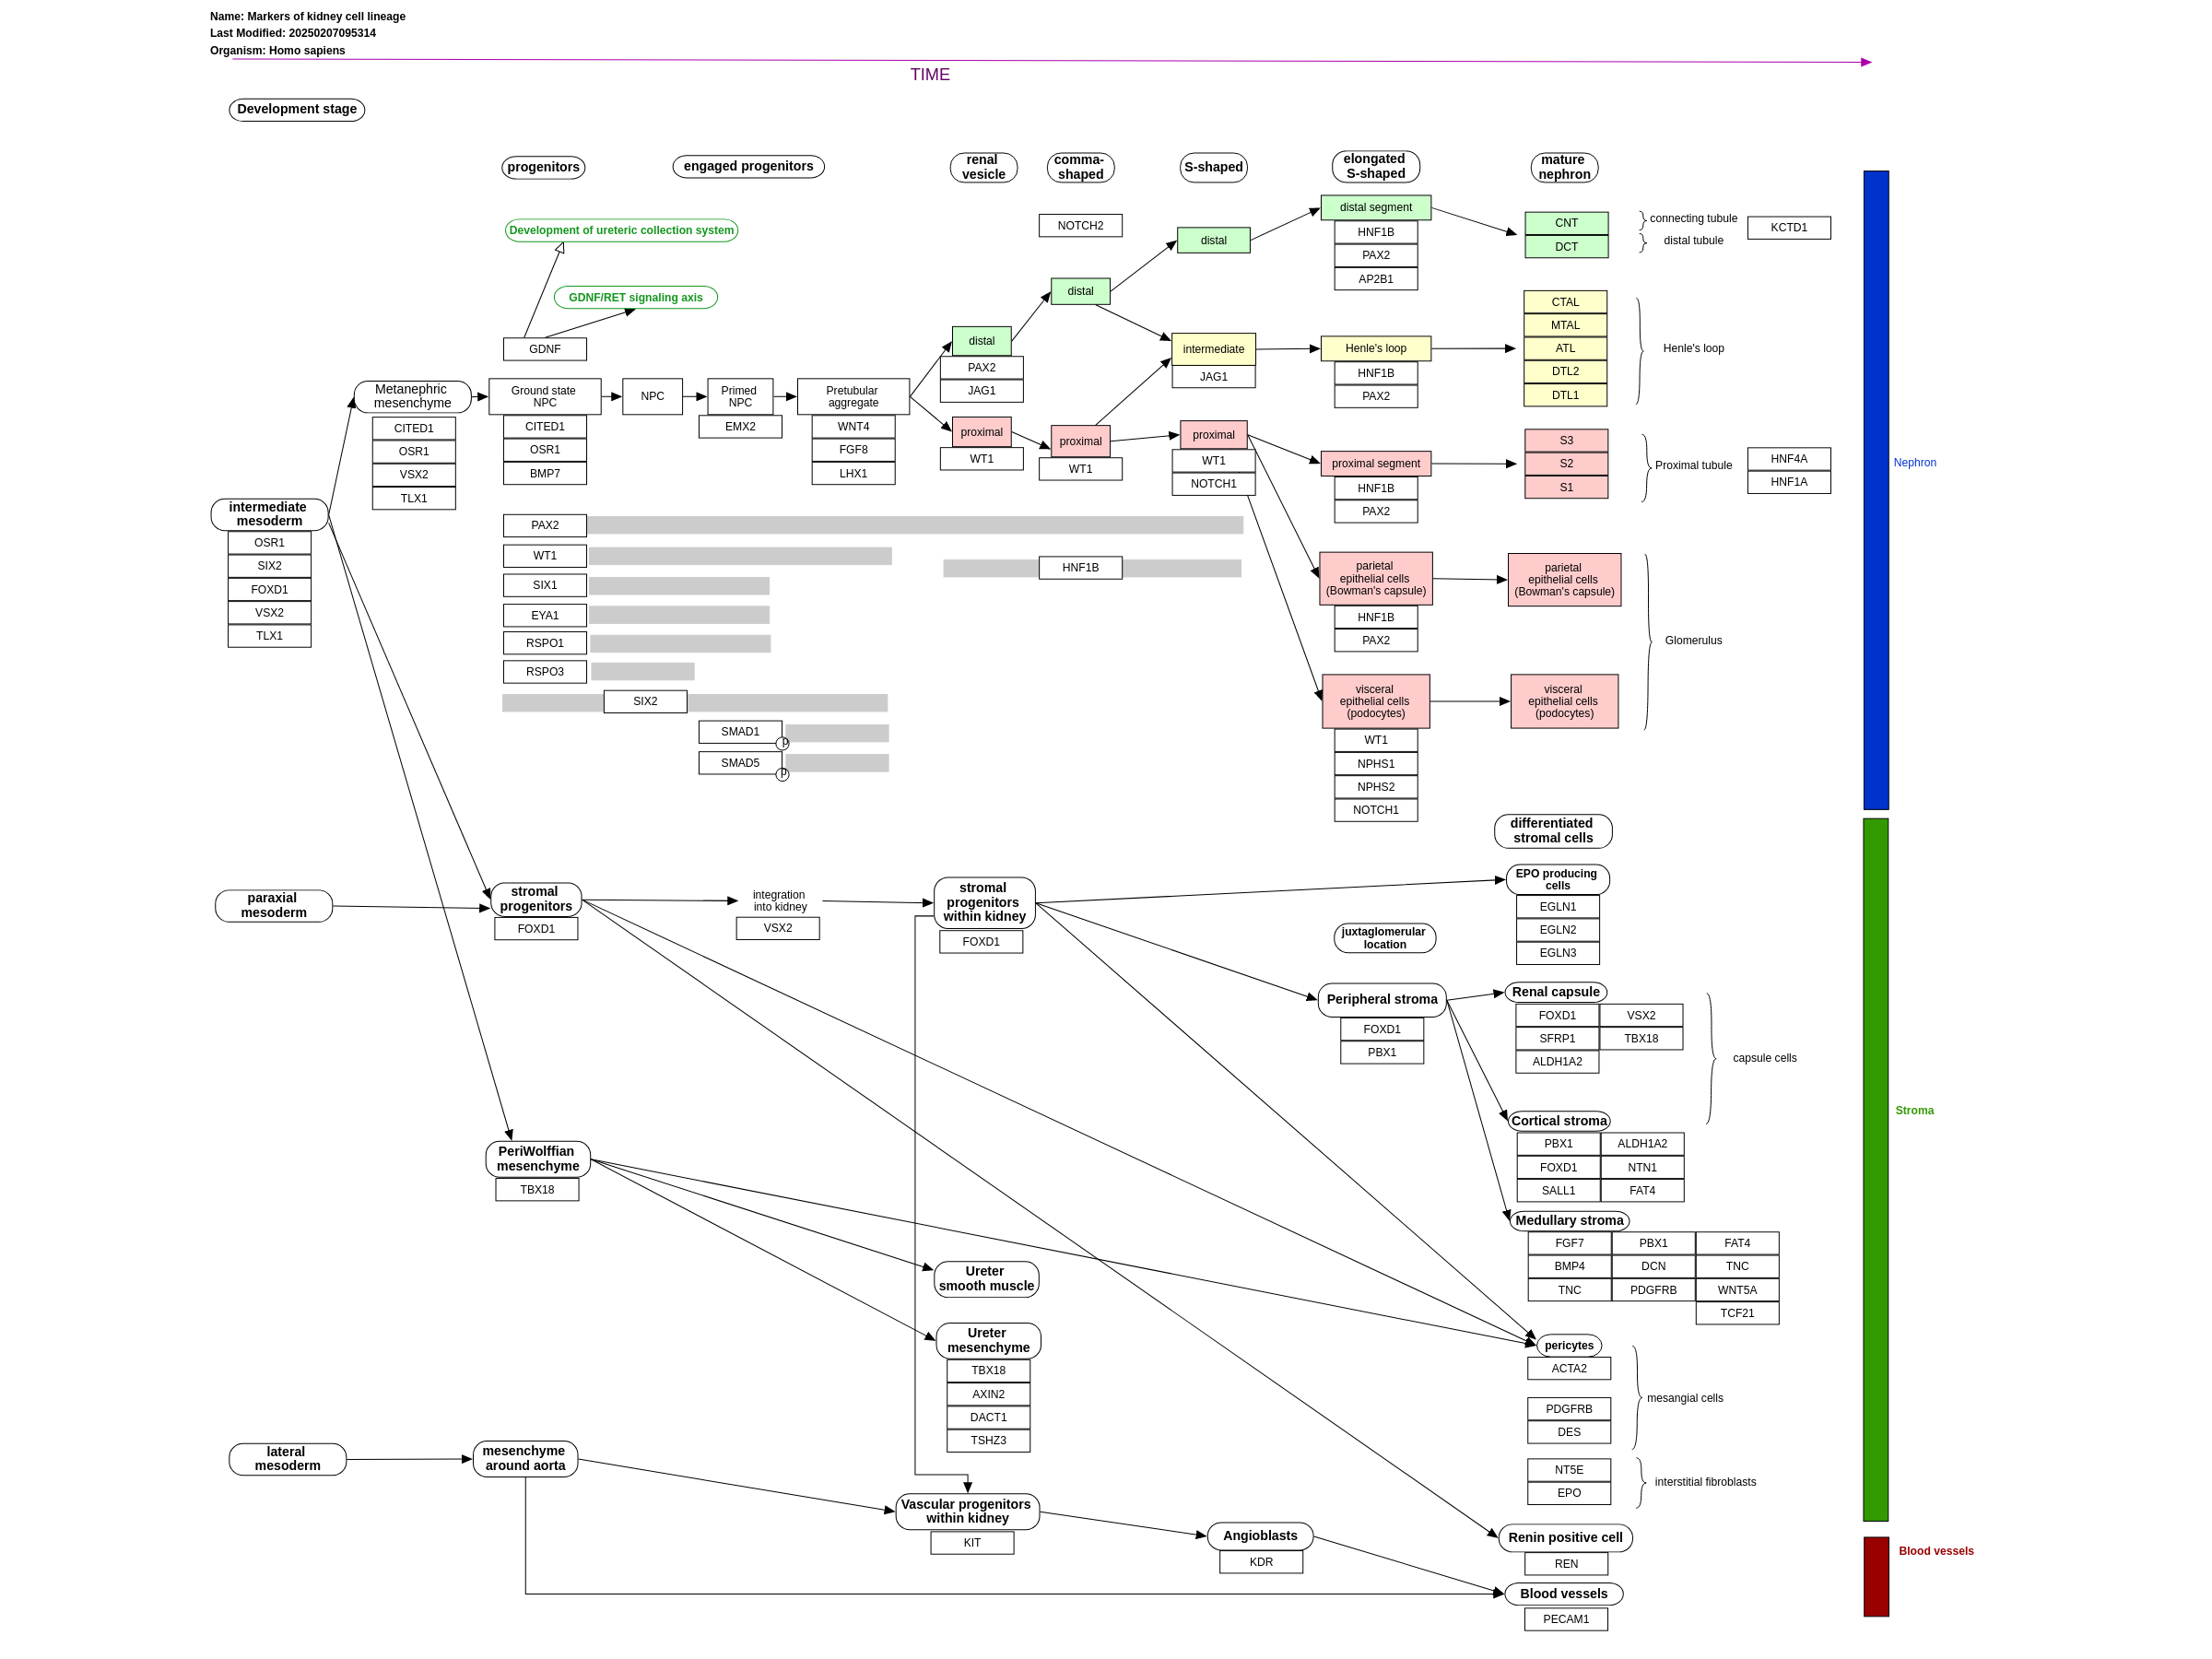 Name: Markers of kidney cell lineage
Last Modified: 20250207095314
Organism: Homo sapiens
TIME
Development stage
progenitors
engaged progenitors
renal
vesicle
comma-
shaped
S-shaped
elongated
S-shaped
mature
nephron
Development of ureteric collection system
GDNF/RET signaling axis
GDNF
NOTCH2
distal
distal
distal
PAX2
JAG1
distal segment
HNF1B
PAX2
AP2B1
CNT
DCT
connecting tubule
distal tubule
KCTD1
intermediate
JAG1
Henle's loop
HNF1B
PAX2
CTAL
MTAL
ATL
DTL2
DTL1
Henle's loop
Metanephric
mesenchyme
CITED1
OSR1
VSX2
TLX1
Ground state
NPC
CITED1
OSR1
BMP7
NPC
Primed
NPC
EMX2
Pretubular
aggregate
WNT4
FGF8
LHX1
proximal
WT1
proximal
WT1
proximal
WT1
NOTCH1
proximal segment
HNF1B
PAX2
S3
S2
S1
Proximal tubule
HNF4A
HNF1A
Nephron
intermediate
mesoderm
OSR1
SIX2
FOXD1
VSX2
TLX1
PAX2
WT1
SIX1
EYA1
RSPO1
RSPO3
SIX2
SMAD1
p
SMAD5
p
HNF1B
parietal
epithelial cells
(Bowman's capsule)
HNF1B
PAX2
parietal
epithelial cells
(Bowman's capsule)
Glomerulus
visceral
epithelial cells
(podocytes)
WT1
NPHS1
NPHS2
NOTCH1
visceral
epithelial cells
(podocytes)
differentiated
stromal cells
paraxial
mesoderm
stromal
progenitors
FOXD1
integration
into kidney
VSX2
stromal
progenitors
within kidney
FOXD1
EPO producing
cells
EGLN1
EGLN2
EGLN3
juxtaglomerular
location
Peripheral stroma
FOXD1
PBX1
Renal capsule
FOXD1
VSX2
SFRP1
TBX18
ALDH1A2
capsule cells
Cortical stroma
PBX1
ALDH1A2
FOXD1
NTN1
SALL1
FAT4
Stroma
Medullary stroma
FGF7
PBX1
FAT4
BMP4
DCN
TNC
TNC
PDGFRB
WNT5A
TCF21
PeriWolffian
mesenchyme
TBX18
Ureter
smooth muscle
Ureter
mesenchyme
TBX18
AXIN2
DACT1
TSHZ3
pericytes
ACTA2
PDGFRB
DES
mesangial cells
NT5E
EPO
interstitial fibroblasts
lateral
mesoderm
mesenchyme
around aorta
Vascular progenitors
within kidney
KIT
Angioblasts
KDR
Renin positive cell
REN
Blood vessels
PECAM1
Blood vessels